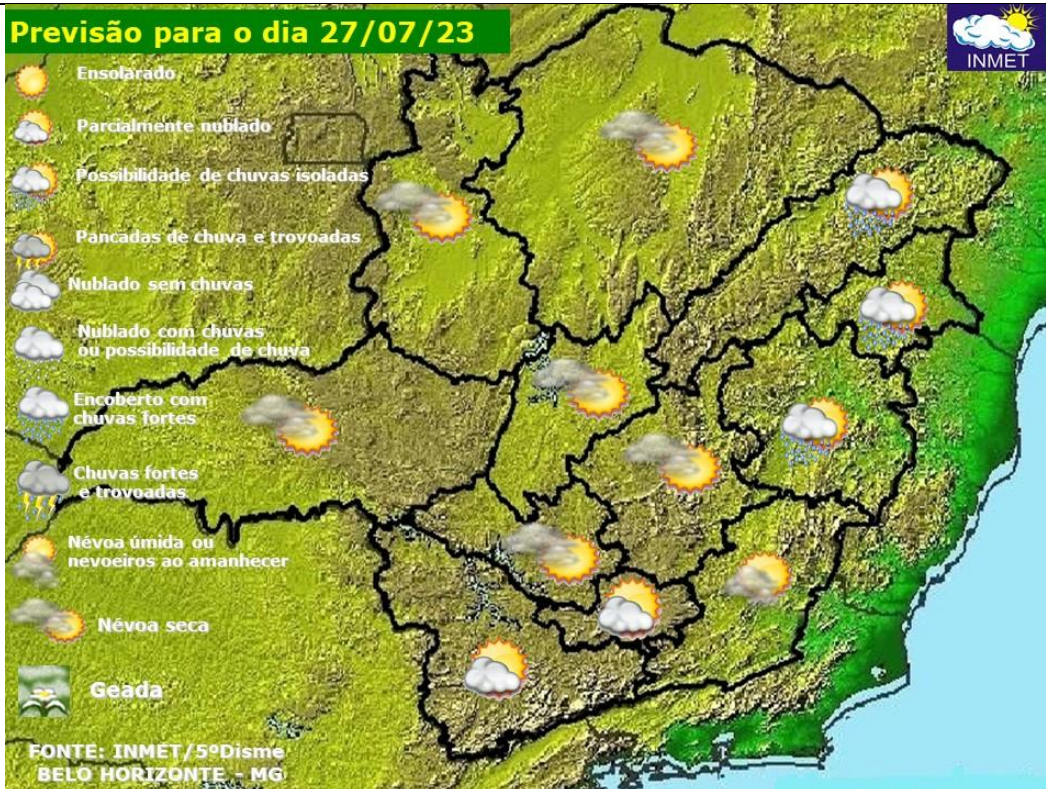 Previsão para o dia 27/07/23
INMET
Ensolarado
Parcialmente nublado
Possibilidade de chuvas isoladas
Pancadas de chuva e trovoadas
Nublado sem chuvas
Nublado com chuvas
ou possibilidade de chuva
Encoberto com
chuvas fortes
Chuvas fortes
e trovoadas
Névoa úmida ou
nevoeiros ao amanhecer
Névoa seca
Geada
FONTE: INMET/5ºDisme
BELO HORIZONTE - MG